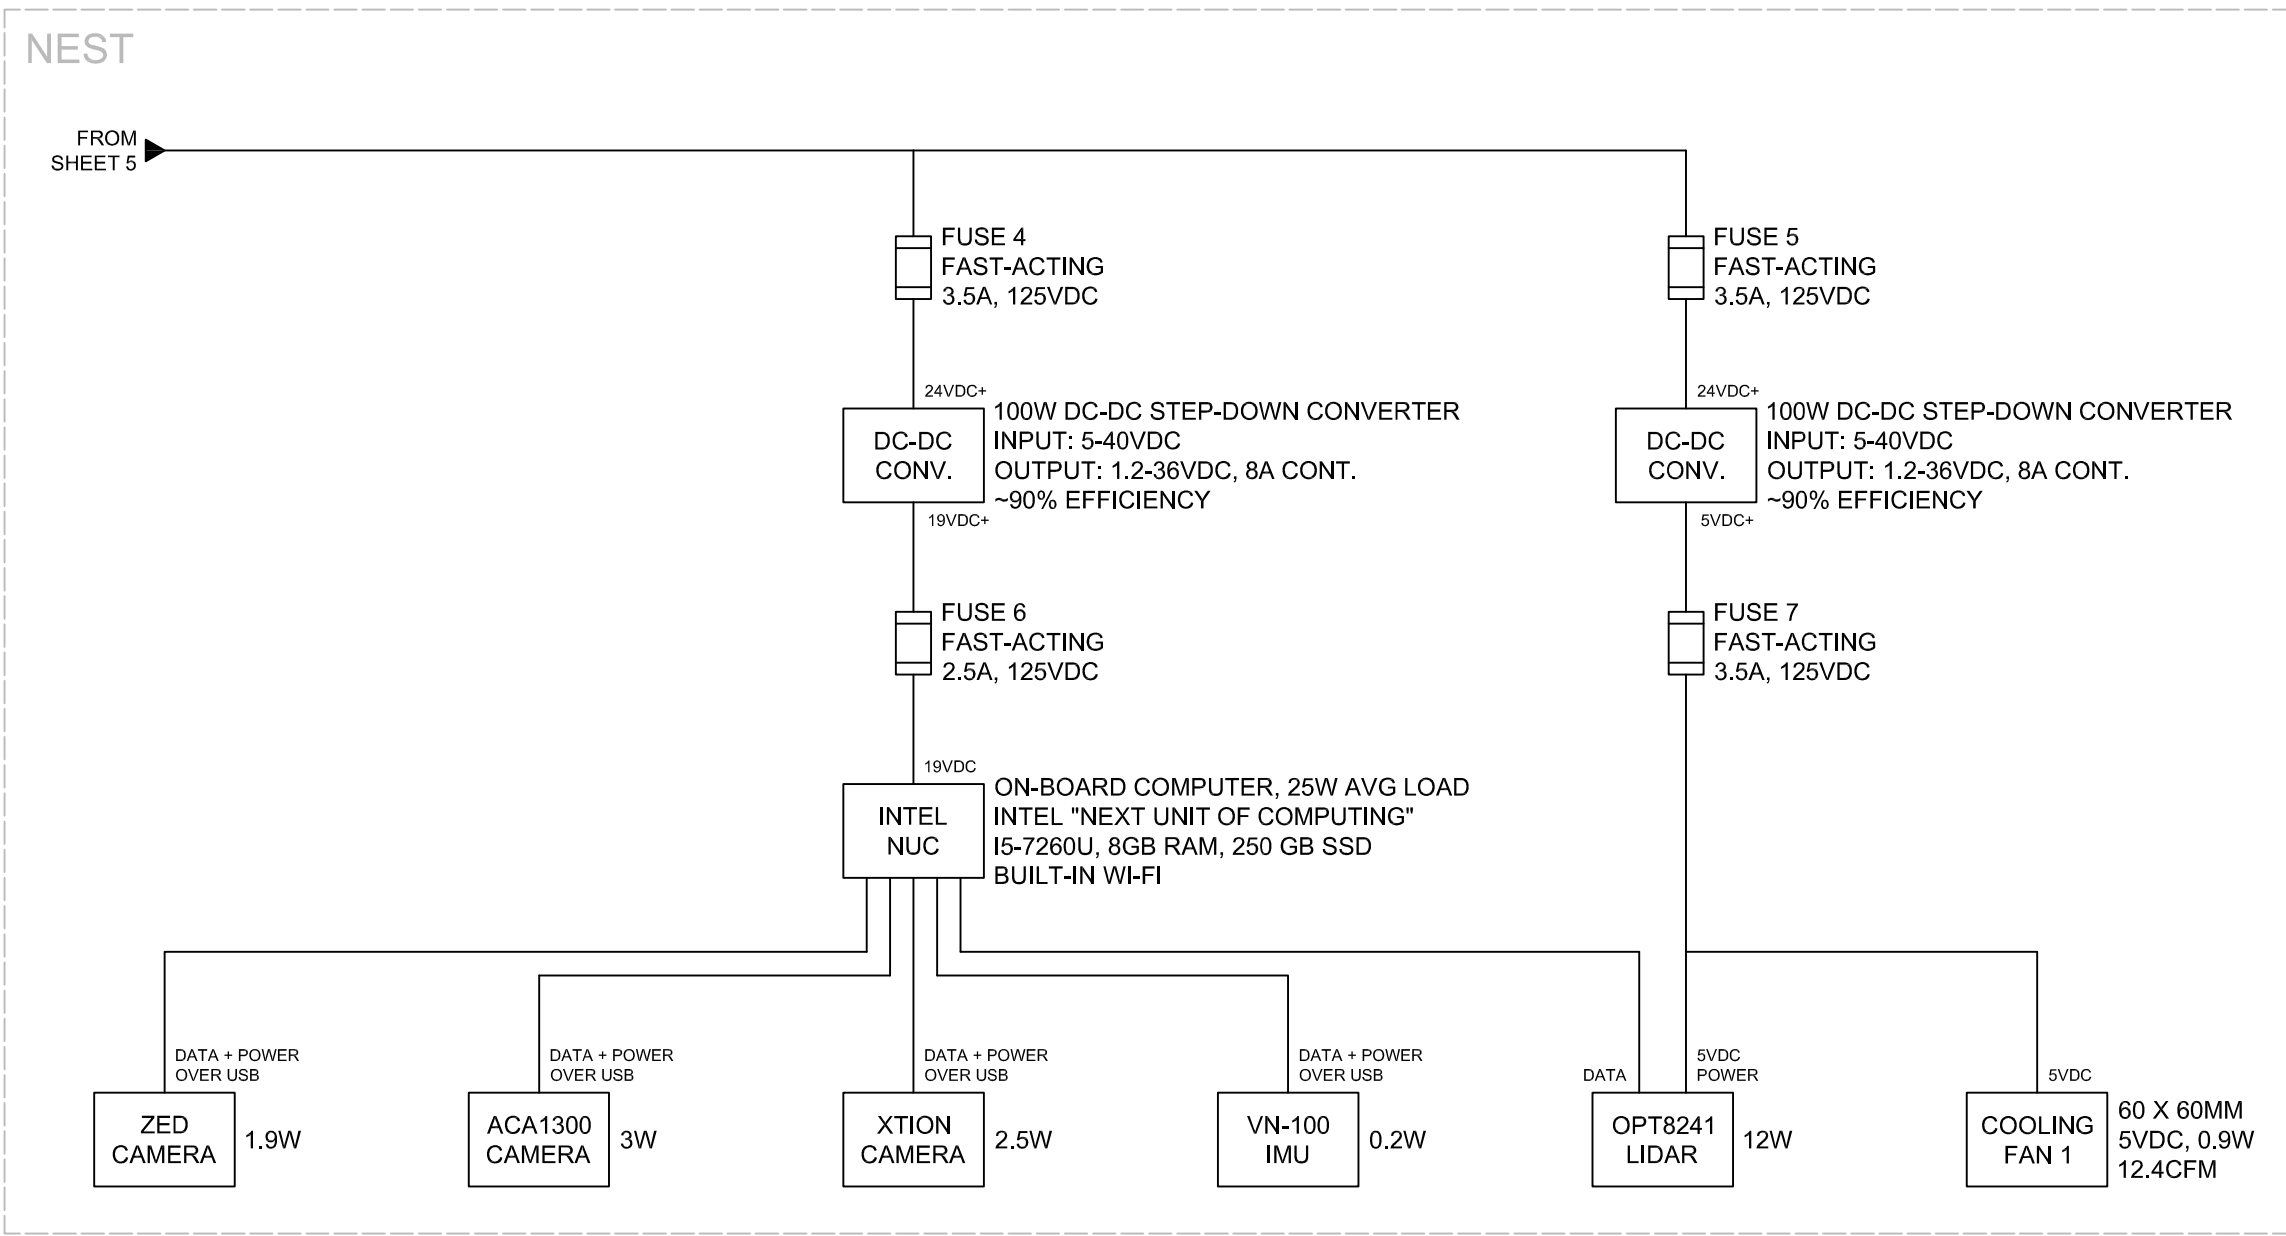 NEST
FROM
SHEET 5
FUSE 4
FAST-ACTING
3.5A, 125VDC
FUSE 5
FAST-ACTING
3.5A, 125VDC
24VDC+
DC-DC
CONV.
100W DC-DC STEP-DOWN CONVERTER
INPUT: 5-40VDC
OUTPUT: 1.2-36VDC, 8A CONT.
~90% EFFICIENCY
19VDC+
24VDC+
DC-DC
CONV.
100W DC-DC STEP-DOWN CONVERTER
INPUT: 5-40VDC
OUTPUT: 1.2-36VDC, 8A CONT.
~90% EFFICIENCY
5VDC+
FUSE 6
FAST-ACTING
2.5A, 125VDC
FUSE 7
FAST-ACTING
3.5A, 125VDC
19VDC
INTEL
NUC
ON-BOARD COMPUTER, 25W AVG LOAD
INTEL "NEXT UNIT OF COMPUTING"
I5-7260U, 8GB RAM, 250 GB SSD
BUILT-IN WI-FI
DATA + POWER
OVER USB
ZED
CAMERA
1.9W
DATA + POWER
OVER USB
ACA1300
CAMERA
3W
DATA + POWER
OVER USB
XTION
CAMERA
2.5W
DATA + POWER
OVER USB
VN-100
IMU
0.2W
DATA
5VDC
POWER
OPT8241
LIDAR
12W
5VDC
COOLING
FAN 1
60 X 60MM
5VDC, 0.9W
12.4CFM